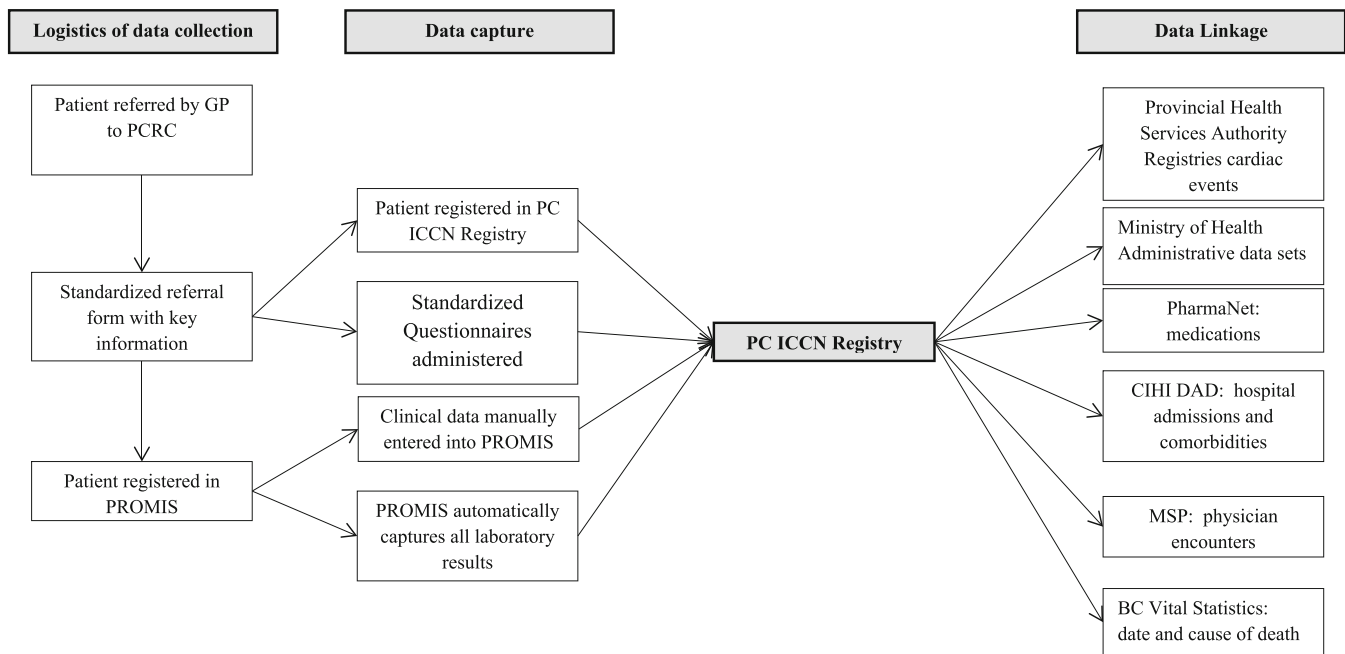 Logistics of data collection
Data capture
Data Linkage
Patient referred by GP
to PCRC
Standardized referral
form with key
information
Patient registered in
PROMIS
Patient registered in PC
ICCN Registry
Standardized
Questionnaires
administered
Clinical data manually
entered into PROMIS
PROMIS automatically
captures all laboratory
results
PC ICCN Registry
Provincial Health
Services Authority
Registries cardiac
events
Ministry of Health
Administrative data sets
PharmaNet:
medications
CIHI DAD:  hospital
admissions and
comorbidities
MSP:  physician
encounters
BC Vital Statistics:
date and cause of death